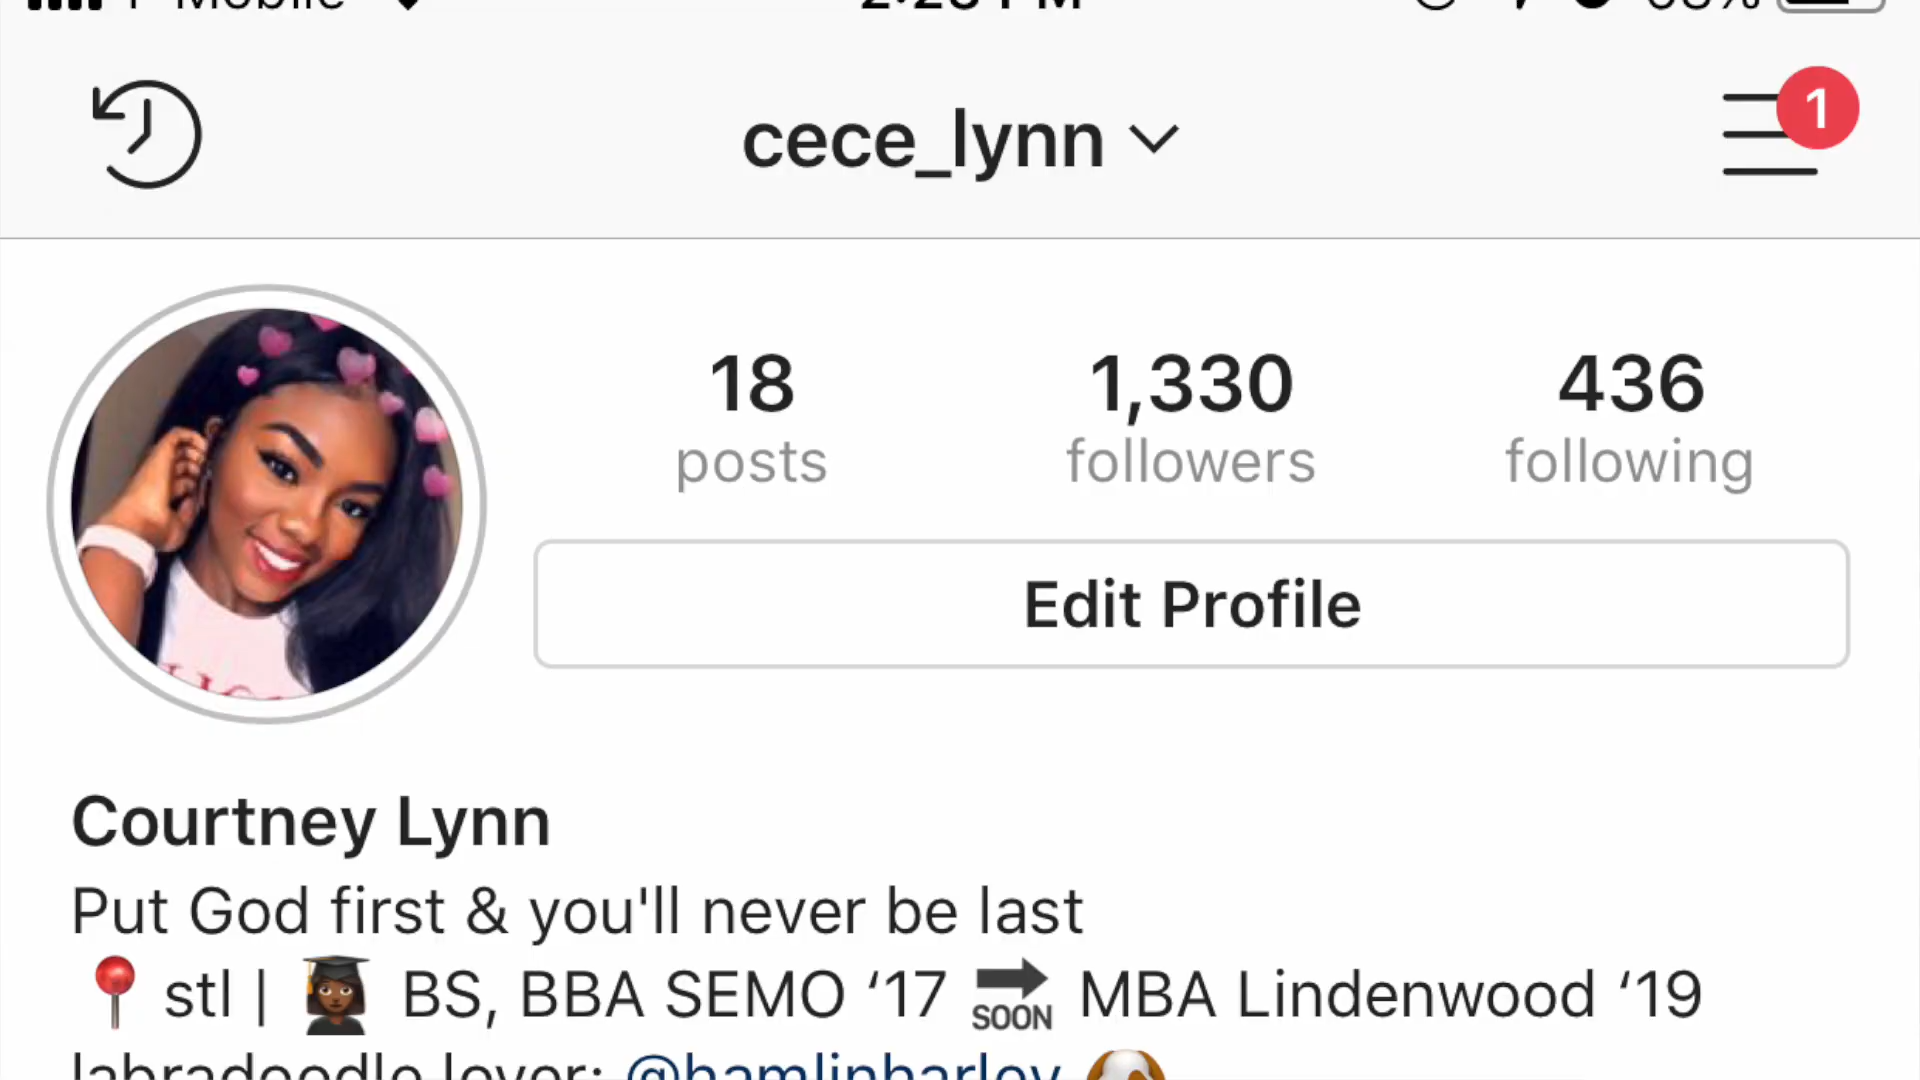 cece_lynn
1
18 1,330 436
posts followers following
Edit Profile
Courtney Lynn
Put God first & you'll never be last
📍 stl | 👩🏾‍🎓 BS, BBA SEMO ‘17 🔜 MBA Lindenwood ‘19
labradoodle lover: @hamlinharley 🐶